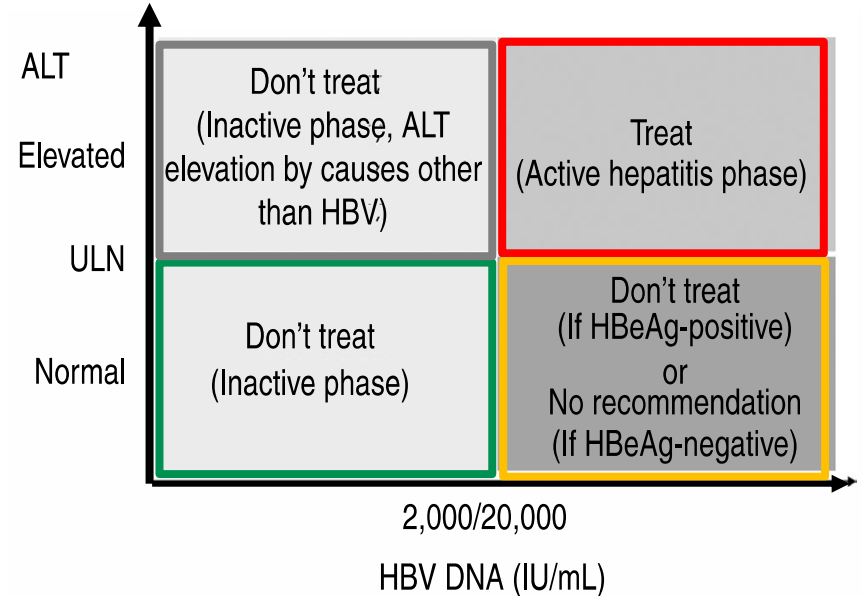 ALT
Elevated
ULN
Normal
Don't treat
(Inactive phase, ALT
elevation by causes other
than HBV)
Treat
(Active hepatitis phase)
Don't treat
(Inactive phase)
Don't treat
(If HBeAg-positive)
or
No recommendation
(If HBeAg-negative)
2,000/20,000
HBV DNA (IU/mL)